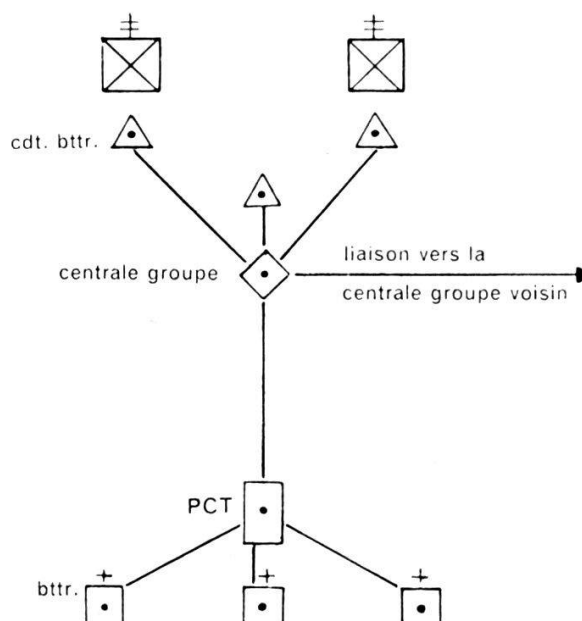 cdt. bttr.
liaison vers la
centrale groupe
centrale groupe voisin
PCT
bttr.